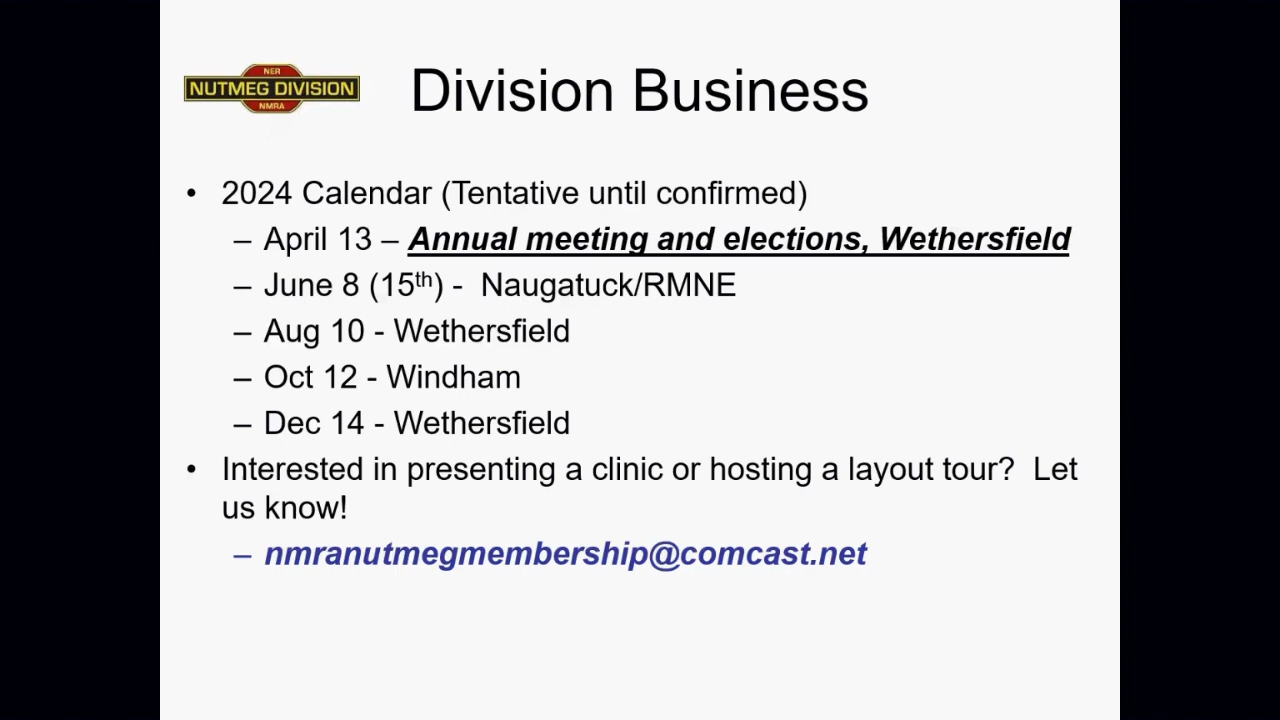 NER
NUTMEG DIVISION
NMRA
Division Business
• 2024 Calendar (Tentative until confirmed)
– April 13 – Annual meeting and elections, Wethersfield
– June 8 (15th) - Naugatuck/RMNE
– Aug 10 - Wethersfield
– Oct 12 - Windham
– Dec 14 - Wethersfield
• Interested in presenting a clinic or hosting a layout tour? Let
us know!
– nmranutmegmembership@comcast.net